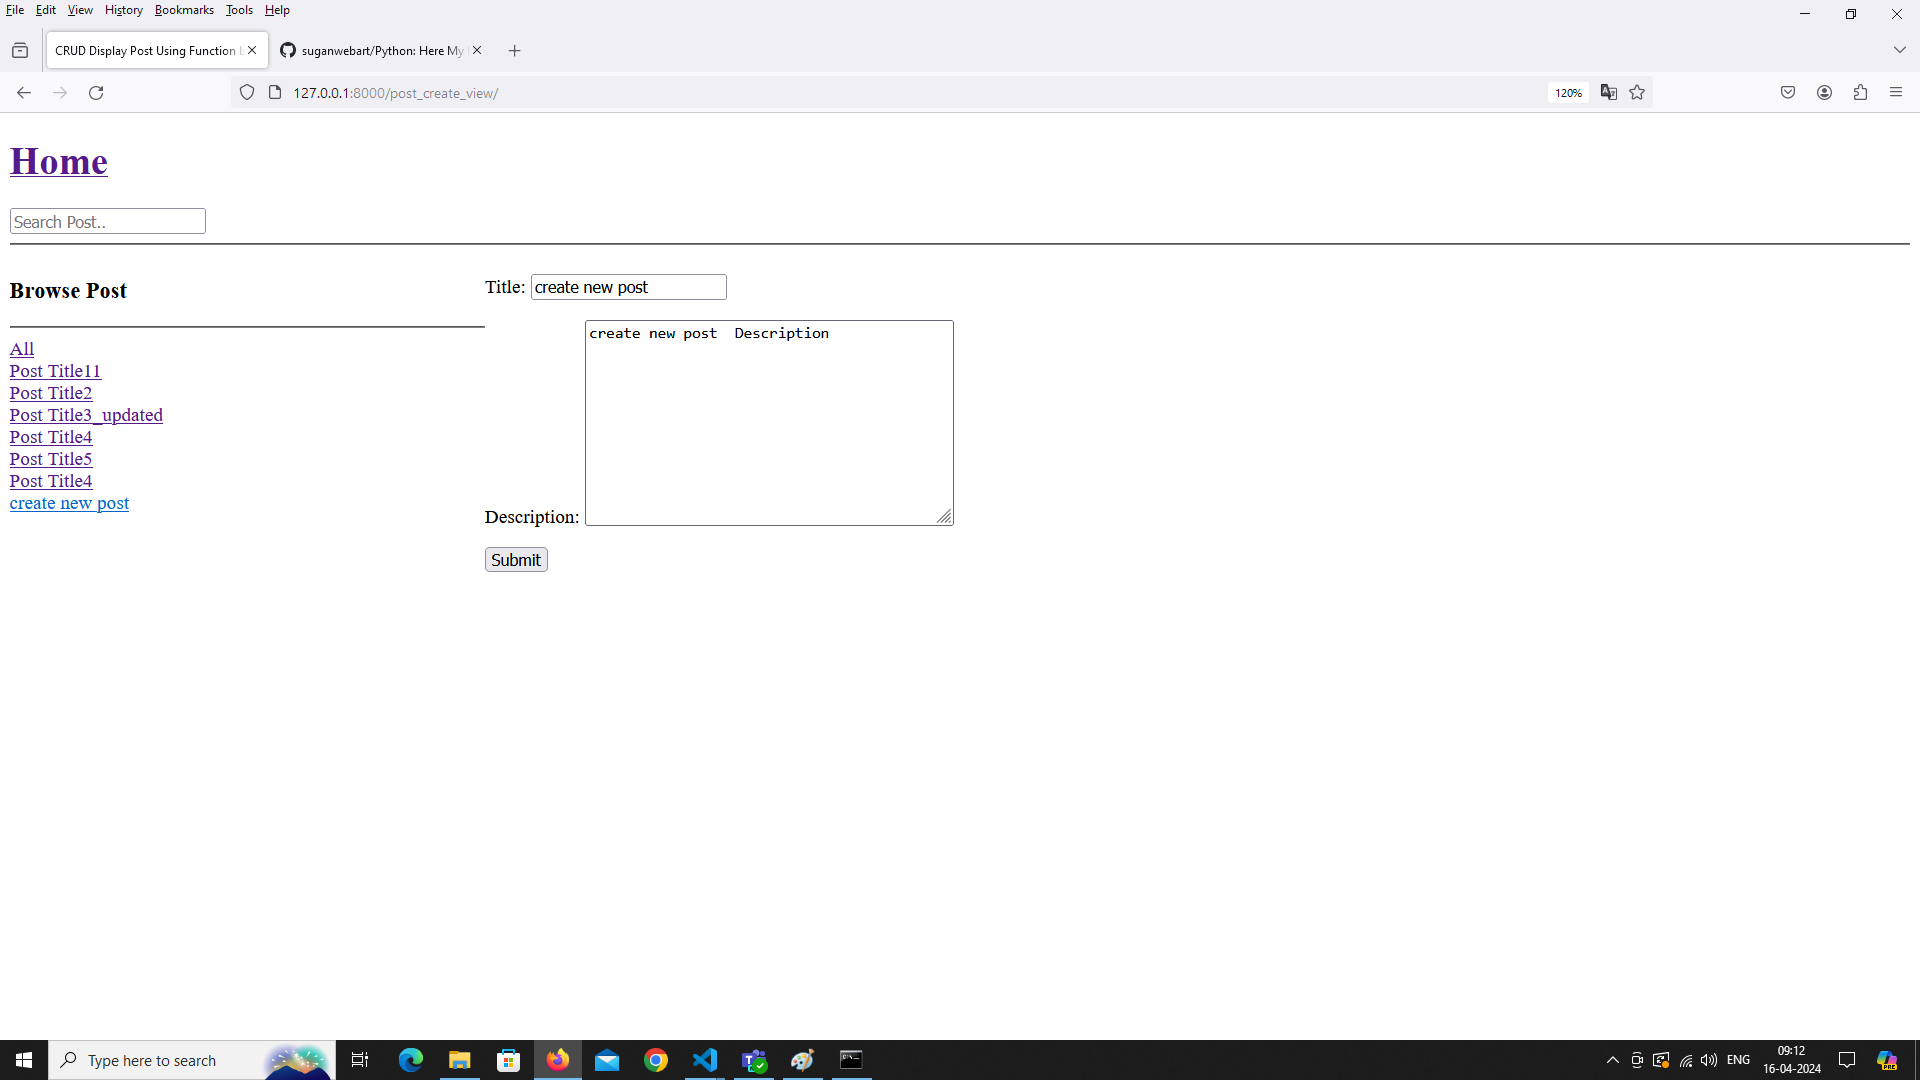 File Edit View History Bookmarks Tools Help
CRUD Display Post Using Function
suganwebart/Python: Here My
127.0.0.1:8000/post_create_view/
120%
Home
Search Post..
Browse Post
Title: create new post
create new post  Description
All
Post Title11
Post Title2
Post Title3_updated
Post Title4
Post Title5
Post Title4
create new post
Description:
Submit
Type here to search
ENG
09:12
16-04-2024